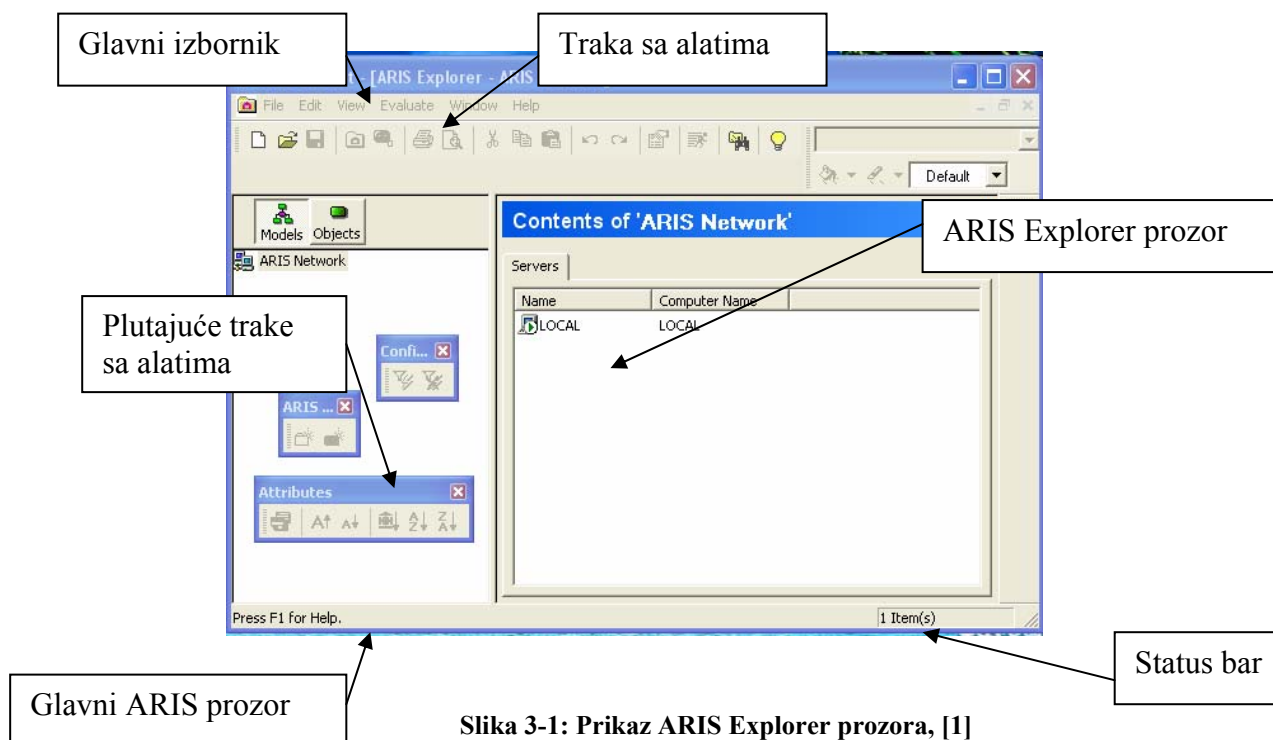 Glavni izbornik
Traka sa alatima
- [ARIS Explorer -
File Edit View Evaluate Window Help
Default
Models Objects
Contents of 'ARIS Network'
ARIS Explorer prozor
ARIS Network
Servers
Name Computer Name
LOCAL LOCAL
Plutajuće trake
sa alatima
Confi...
ARIS ...
Attributes
Press F1 for Help.
1 Item(s)
Status bar
Glavni ARIS prozor
Slika 3-1: Prikaz ARIS Explorer prozora, [1]